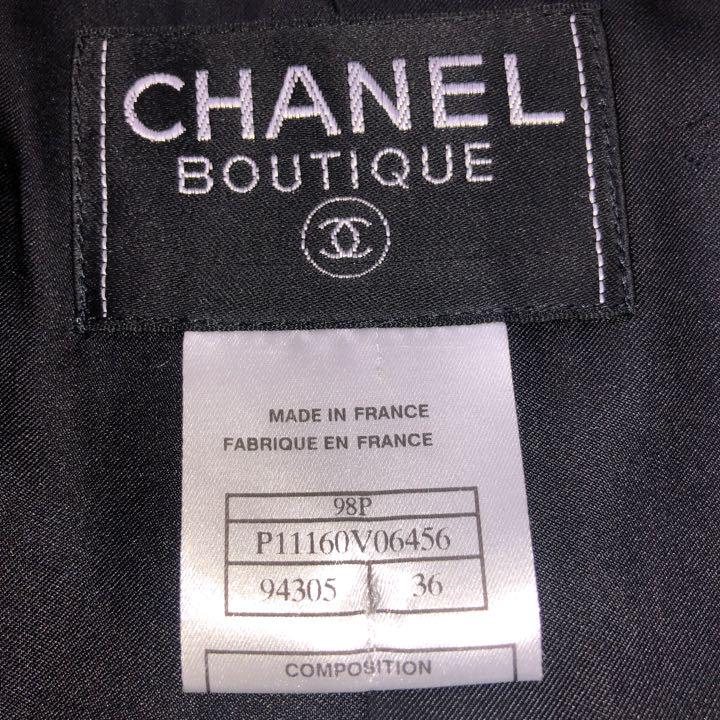 CHANEL
BOUTIQUE
MADE IN FRANCE
FABRIQUE EN FRANCE
98P
P11160V06456
94305 36
COMPOSITION